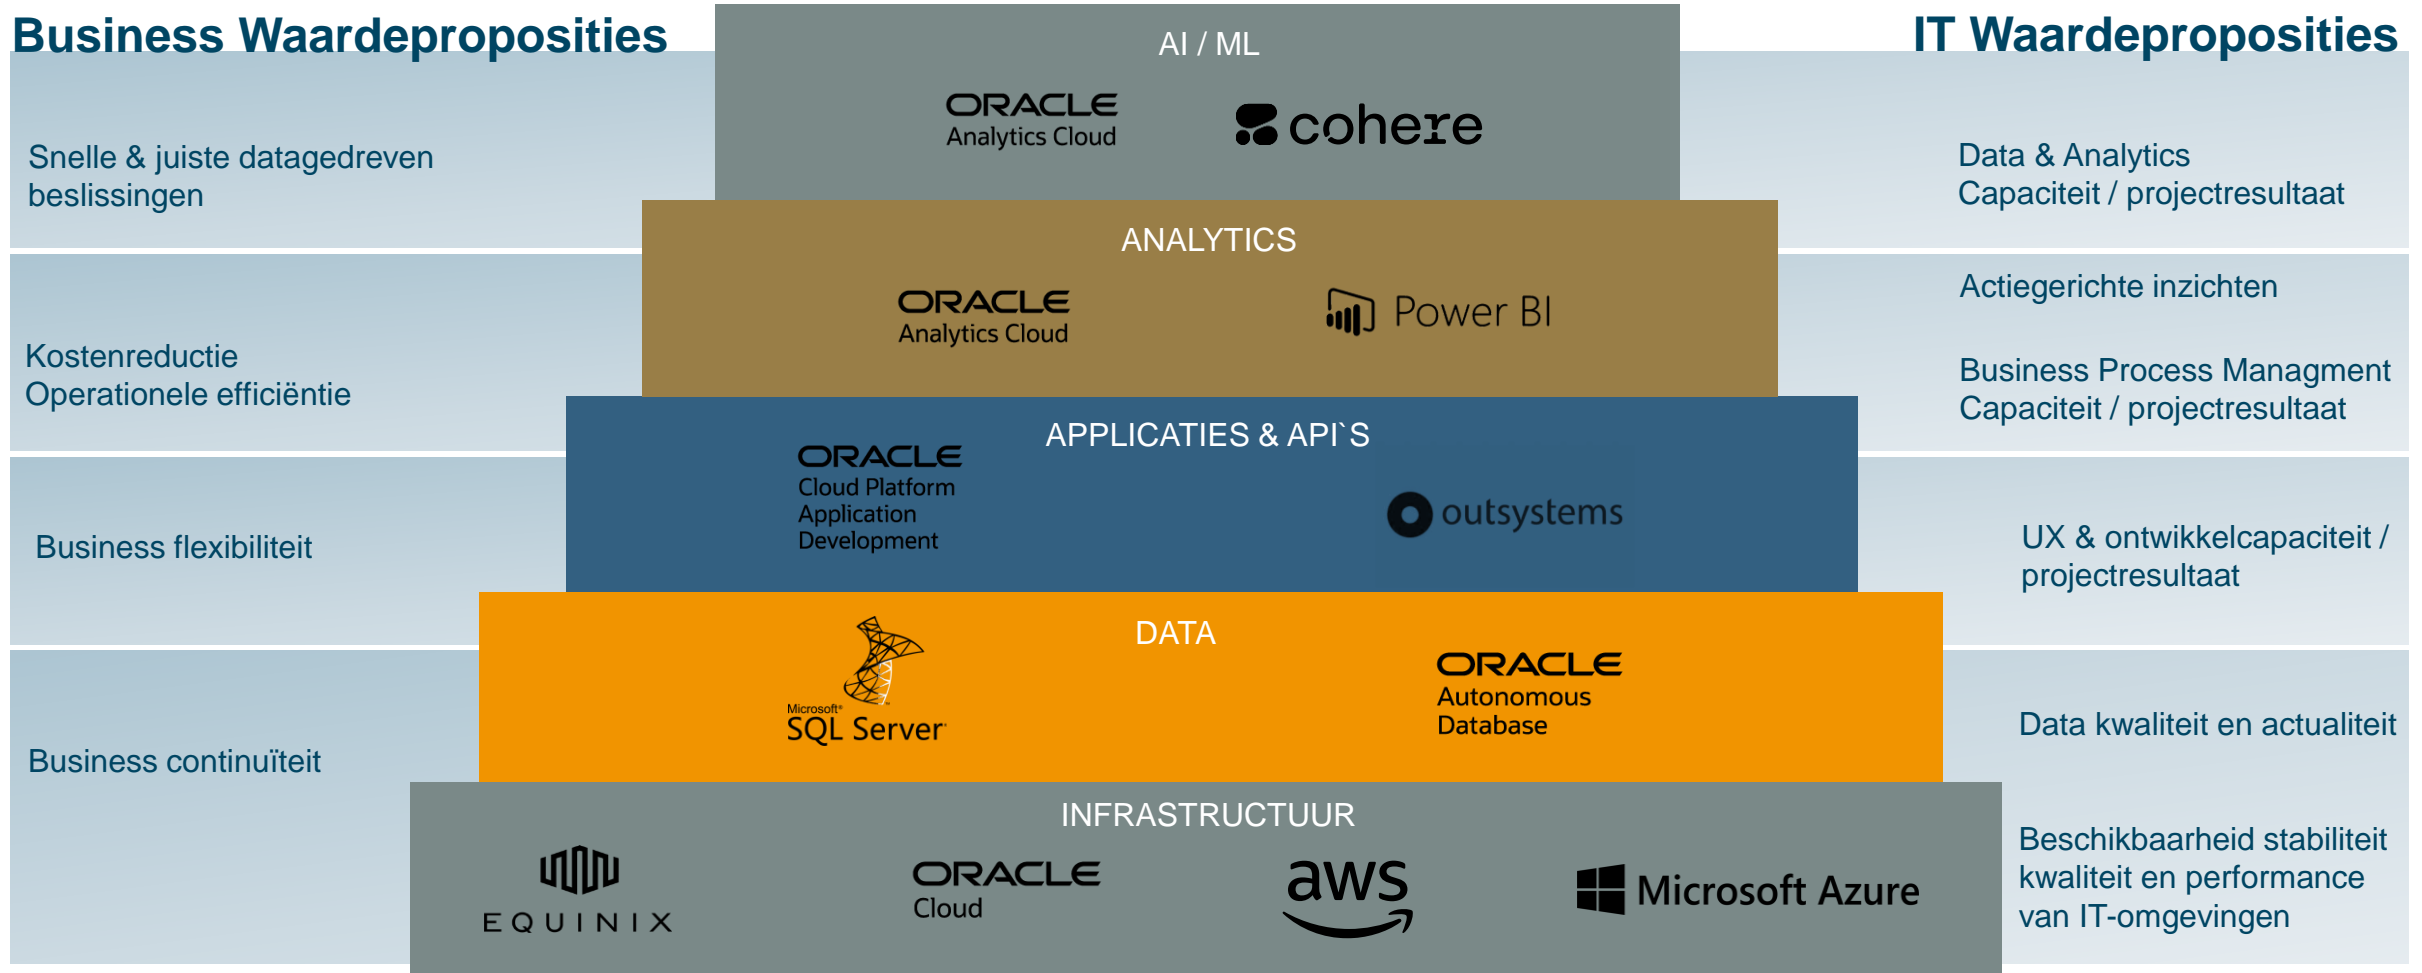 Business Waardeproposities
IT Waardeproposities
AI / ML
ORACLE
Analytics Cloud
cohere
Snelle & juiste datagedreven
beslissingen
Data & Analytics
Capaciteit / projectresultaat
ANALYTICS
ORACLE
Analytics Cloud
Power BI
Kostenreductie
Operationele efficiëntie
Actiegerichte inzichten
Business Process Managment
Capaciteit / projectresultaat
APPLICATIES & API`S
ORACLE
Cloud Platform
Application
Development
outsystems
Business flexibiliteit
UX & ontwikkelcapaciteit /
projectresultaat
DATA
Microsoft®
SQL Server
ORACLE
Autonomous
Database
Business continuïteit
Data kwaliteit en actualiteit
INFRASTRUCTUUR
EQUINIX
ORACLE
Cloud
aws
Microsoft Azure
Beschikbaarheid stabiliteit
kwaliteit en performance
van IT-omgevingen